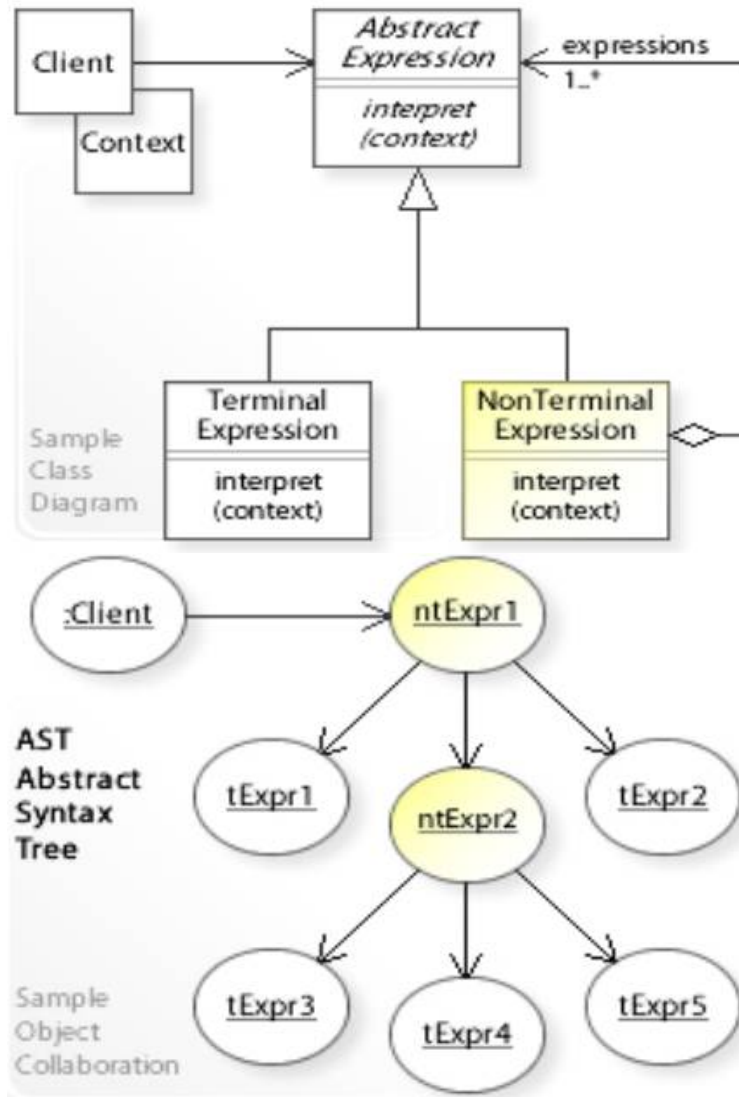 Client
Context
Abstract
Expression
interpret
(context)
expressions
1..*
Terminal
Expression
interpret
(context)
NonTerminal
Expression
interpret
(context)
Sample
Class
Diagram
:Client
ntExpr1
AST
Abstract
Syntax
Tree
tExpr1
ntExpr2
tExpr2
tExpr3
tExpr4
tExpr5
Sample
Object
Collaboration